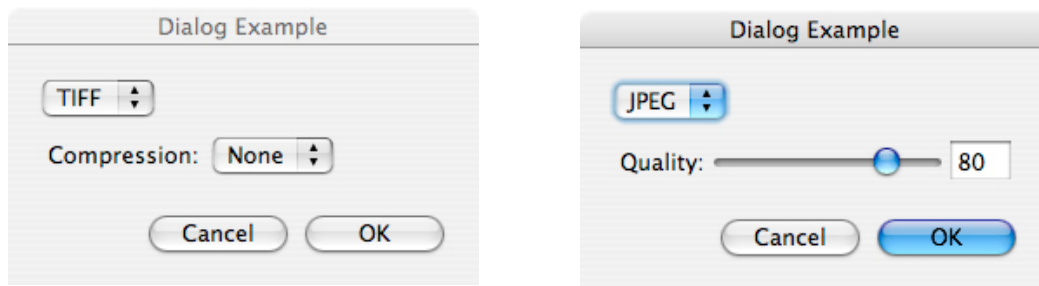 Dialog Example
TIFF
Compression: None
Cancel OK
Dialog Example
JPEG
Quality: 80
Cancel OK